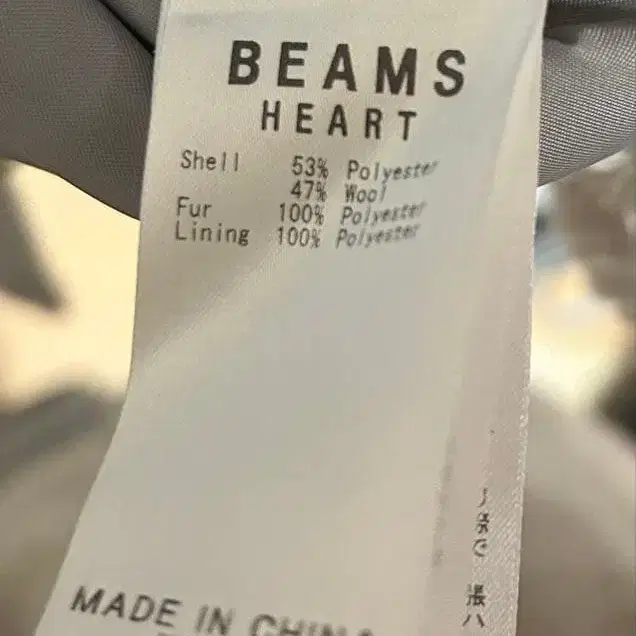 BEAMS
HEART
Shell 53% Polyester
47% Wool
Fur 100% Polyester
Lining 100% Polyester
MADE IN CHINA